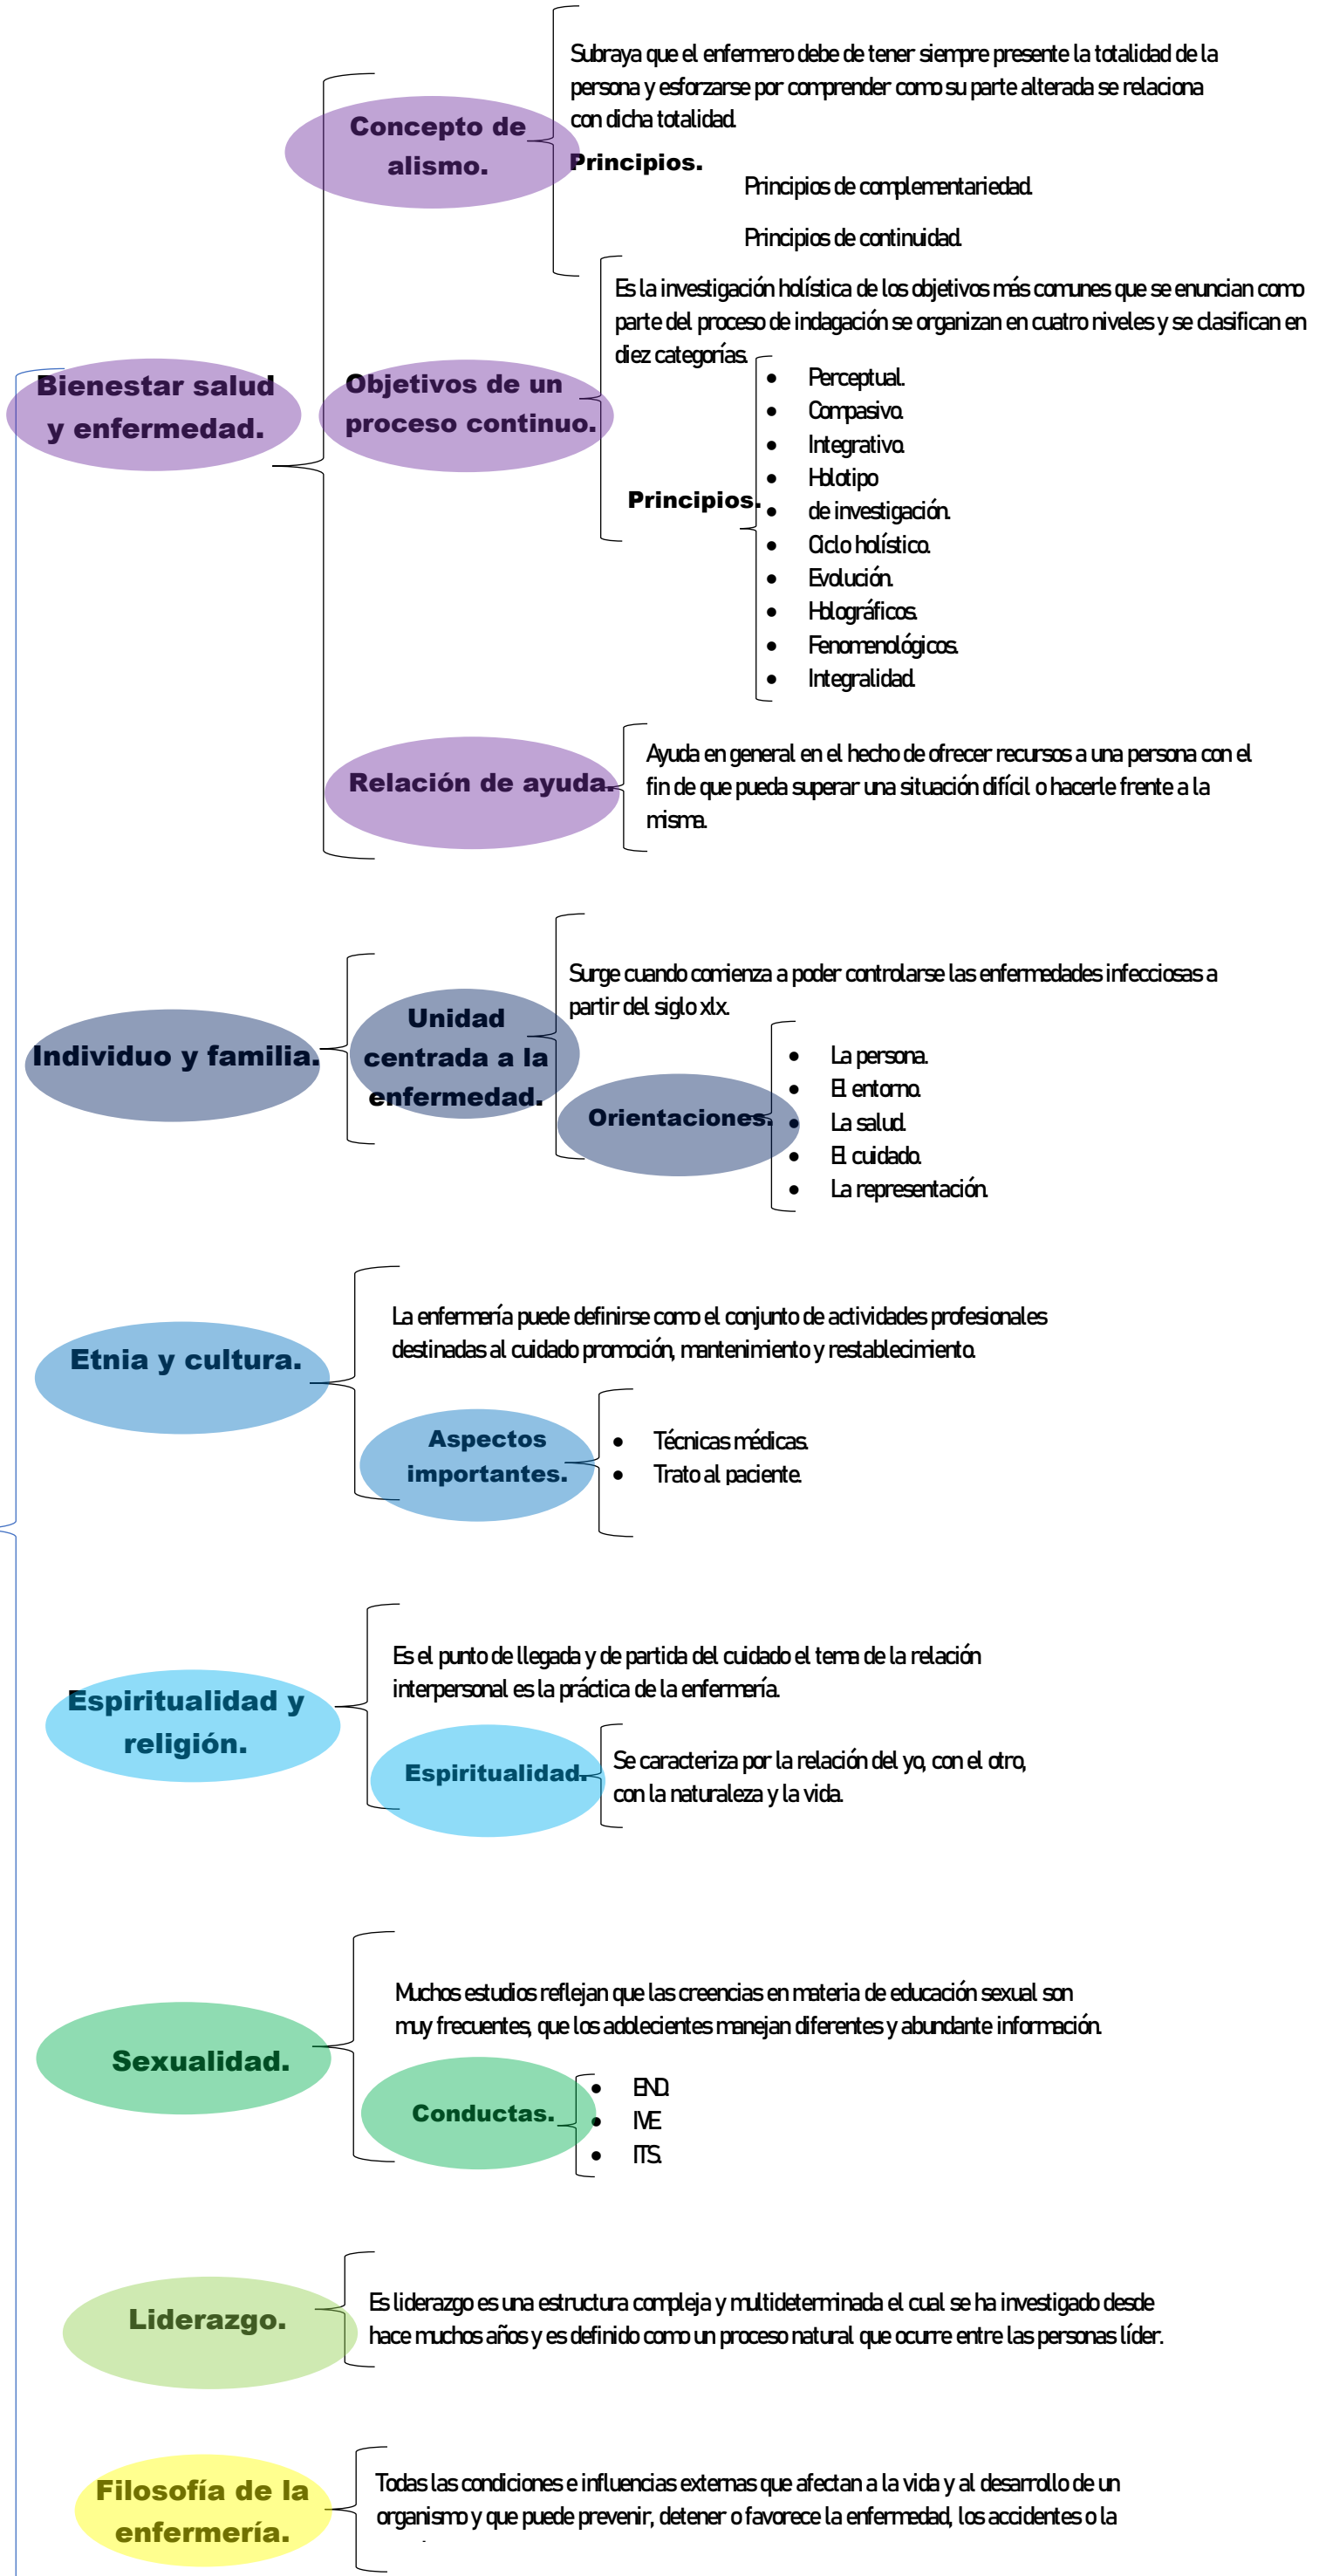 Bienestar salud
y enfermedad.
Concepto de
alismo.
Subraya que el enfermero debe de tener siempre presente la totalidad de la
persona y esforzarse por comprender como su parte alterada se relaciona
con dicha totalidad.
Principios.
Principios de complementariedad.
Principios de continuidad.
Objetivos de un
proceso continuo.
Es la investigación holística de los objetivos más comunes que se enuncian como
parte del proceso de indagación se organizan en cuatro niveles y se clasifican en
diez categorías.
Principios.
• Perceptual.
• Compasivo.
• Integrativo.
• Holotipo
• de investigación.
• Ciclo holístico.
• Evolución.
• Holográficos.
• Fenomenológicos.
• Integralidad.
Relación de ayuda.
Ayuda en general en el hecho de ofrecer recursos a una persona con el
fin de que pueda superar una situación difícil o hacerle frente a la
misma.
Individuo y familia.
Unidad
centrada a la
enfermedad.
Surge cuando comienza a poder controlarse las enfermedades infecciosas a
partir del siglo xlx.
Orientaciones.
• La persona.
• El entorno.
• La salud.
• El cuidado.
• La representación.
Etnia y cultura.
La enfermería puede definirse como el conjunto de actividades profesionales
destinadas al cuidado promoción, mantenimiento y restablecimiento.
Aspectos
importantes.
• Técnicas médicas.
• Trato al paciente.
Espiritualidad y
religión.
Es el punto de llegada y de partida del cuidado el tema de la relación
interpersonal es la práctica de la enfermería.
Espiritualidad.
Se caracteriza por la relación del yo, con el otro,
con la naturaleza y la vida.
Sexualidad.
Muchos estudios reflejan que las creencias en materia de educación sexual son
muy frecuentes, que los adolecientes manejan diferentes y abundante información.
Conductas.
• END.
• IVE
• ITS.
Liderazgo.
Es liderazgo es una estructura compleja y multideterminada el cual se ha investigado desde
hace muchos años y es definido como un proceso natural que ocurre entre las personas líder.
Filosofía de la
enfermería.
Todas las condiciones e influencias externas que afectan a la vida y al desarrollo de un
organismo y que puede prevenir, detener o favorece la enfermedad, los accidentes o la